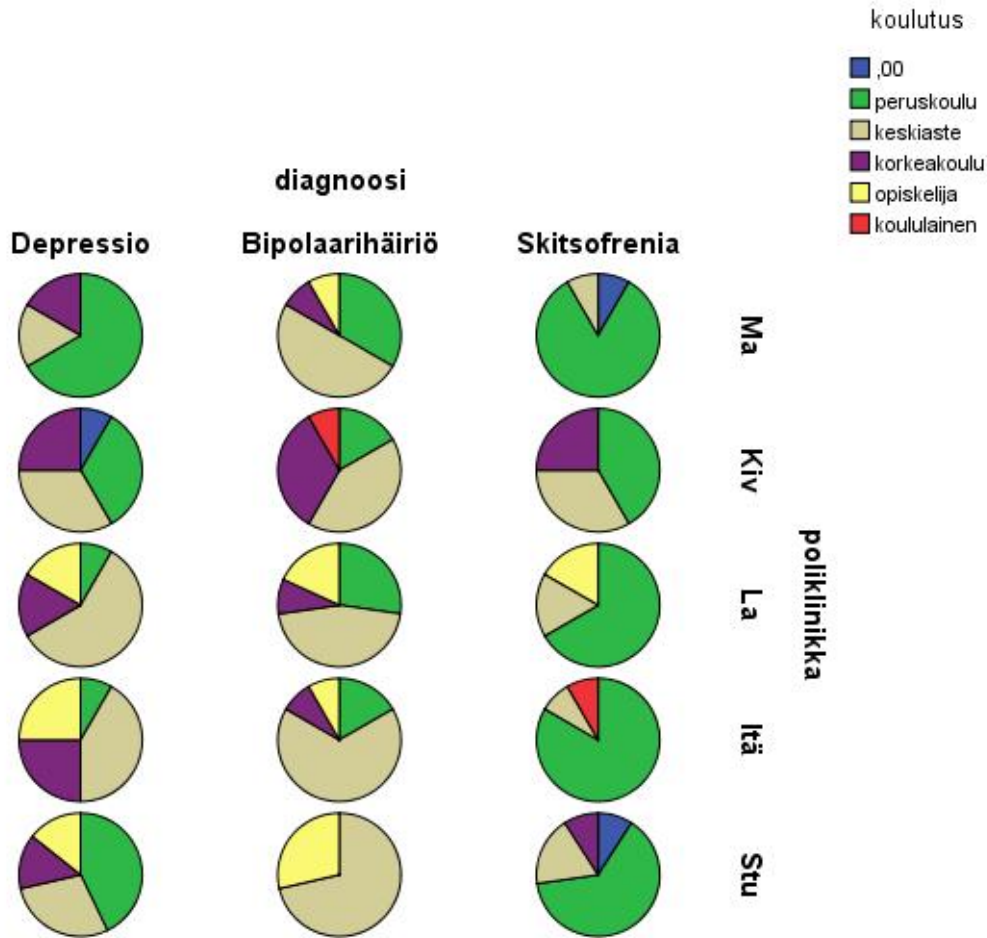 koulutus
,00
peruskoulu
keskiaste
korkeakoulu
opiskelija
koululainen
diagnoosi
Depressio Bipolaarihäiriö Skitsofrenia
Ma
Kiv
La
Itä
Stu
poliklinikka